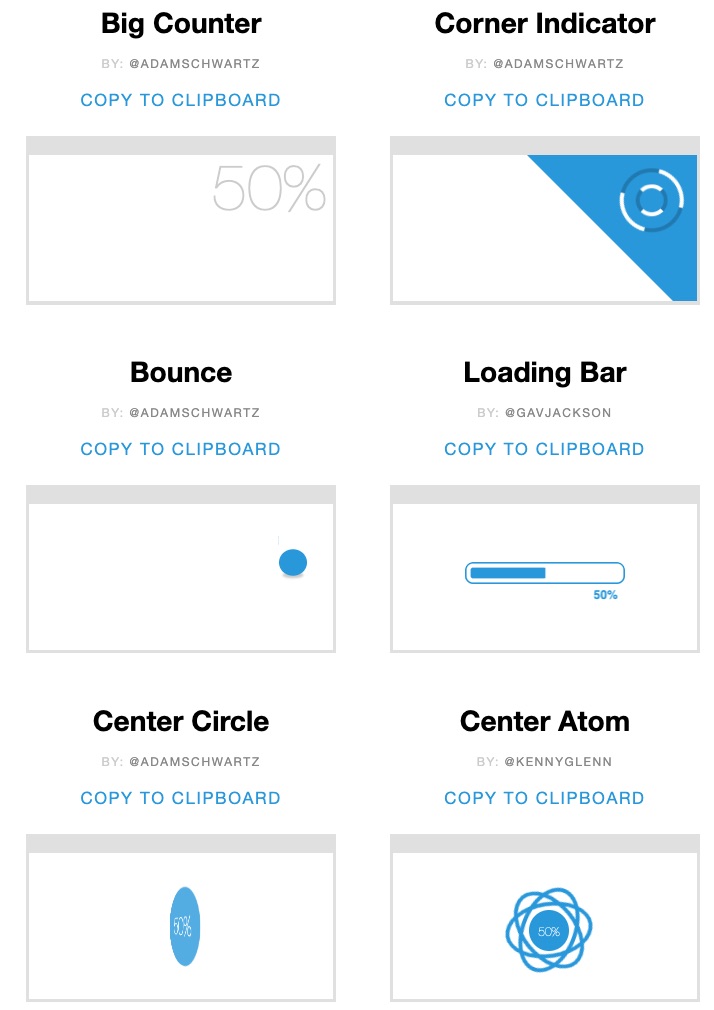 Big Counter
BY: @ADAMSCHWARTZ
COPY TO CLIPBOARD
50%
Corner Indicator
BY: @ADAMSCHWARTZ
COPY TO CLIPBOARD
Bounce
BY: @ADAMSCHWARTZ
COPY TO CLIPBOARD
Loading Bar
BY: @GAVJACKSON
COPY TO CLIPBOARD
50%
Center Circle
BY: @ADAMSCHWARTZ
COPY TO CLIPBOARD
50%
Center Atom
BY: @KENNYGLENN
COPY TO CLIPBOARD
50%